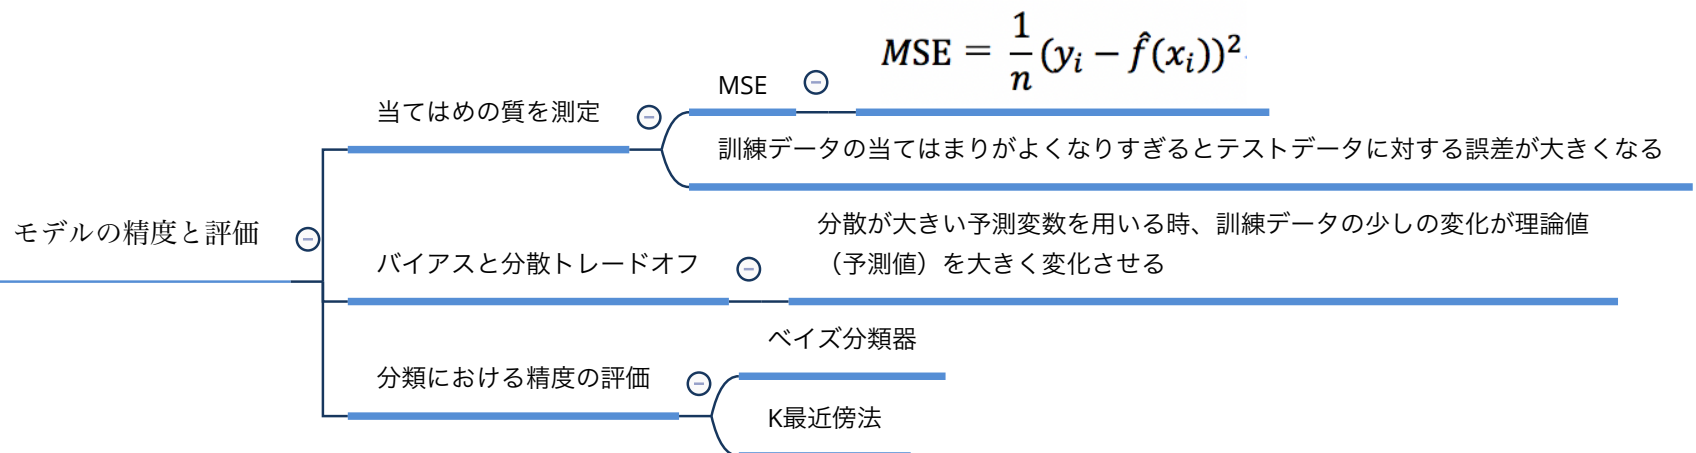 モデルの精度と評価
当てはめの質を測定
MSE
MSE = \frac{1}{n}(y_i − \hat{f}(x_i))^2
訓練データの当てはまりがよくなりすぎるとテストデータに対する誤差が大きくなる
バイアスと分散トレードオフ
分散が大きい予測変数を用いる時、訓練データの少しの変化が理論値
（予測値）を大きく変化させる
分類における精度の評価
ベイズ分類器
K最近傍法